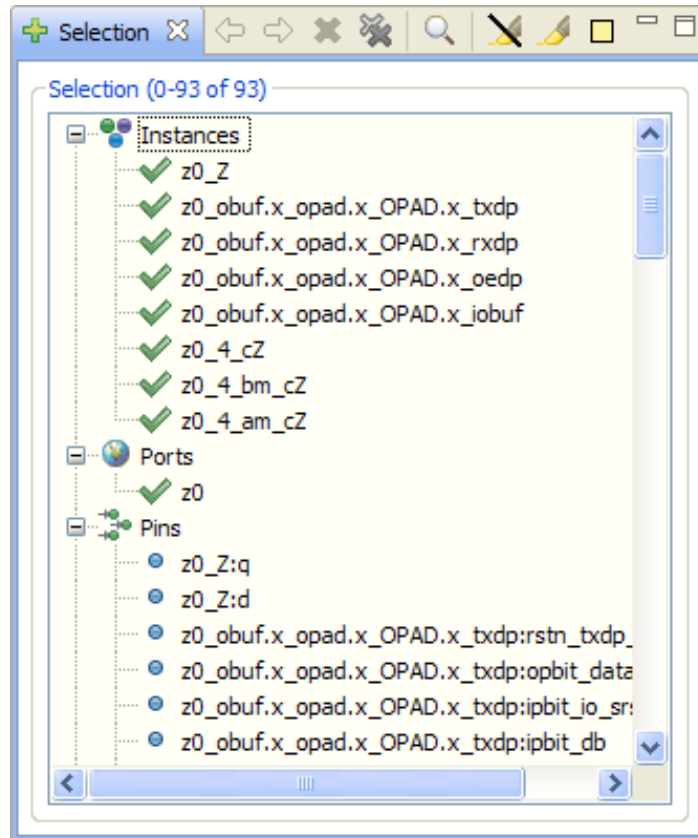 Selection
Selection (0-93 of 93)
Instances
z0_Z
z0_obuf.x_opad.x_OPAD.x_txdp
z0_obuf.x_opad.x_OPAD.x_rxdp
z0_obuf.x_opad.x_OPAD.x_oedp
z0_obuf.x_opad.x_OPAD.x_iobuf
z0_4_cZ
z0_4_bm_cZ
z0_4_am_cZ
Ports
z0
Pins
z0_Z:q
z0_Z:d
z0_obuf.x_opad.x_OPAD.x_txdp:rstn_txdp_
z0_obuf.x_opad.x_OPAD.x_txdp:opbit_data
z0_obuf.x_opad.x_OPAD.x_txdp:ipbit_io_sr
z0_obuf.x_opad.x_OPAD.x_txdp:ipbit_db